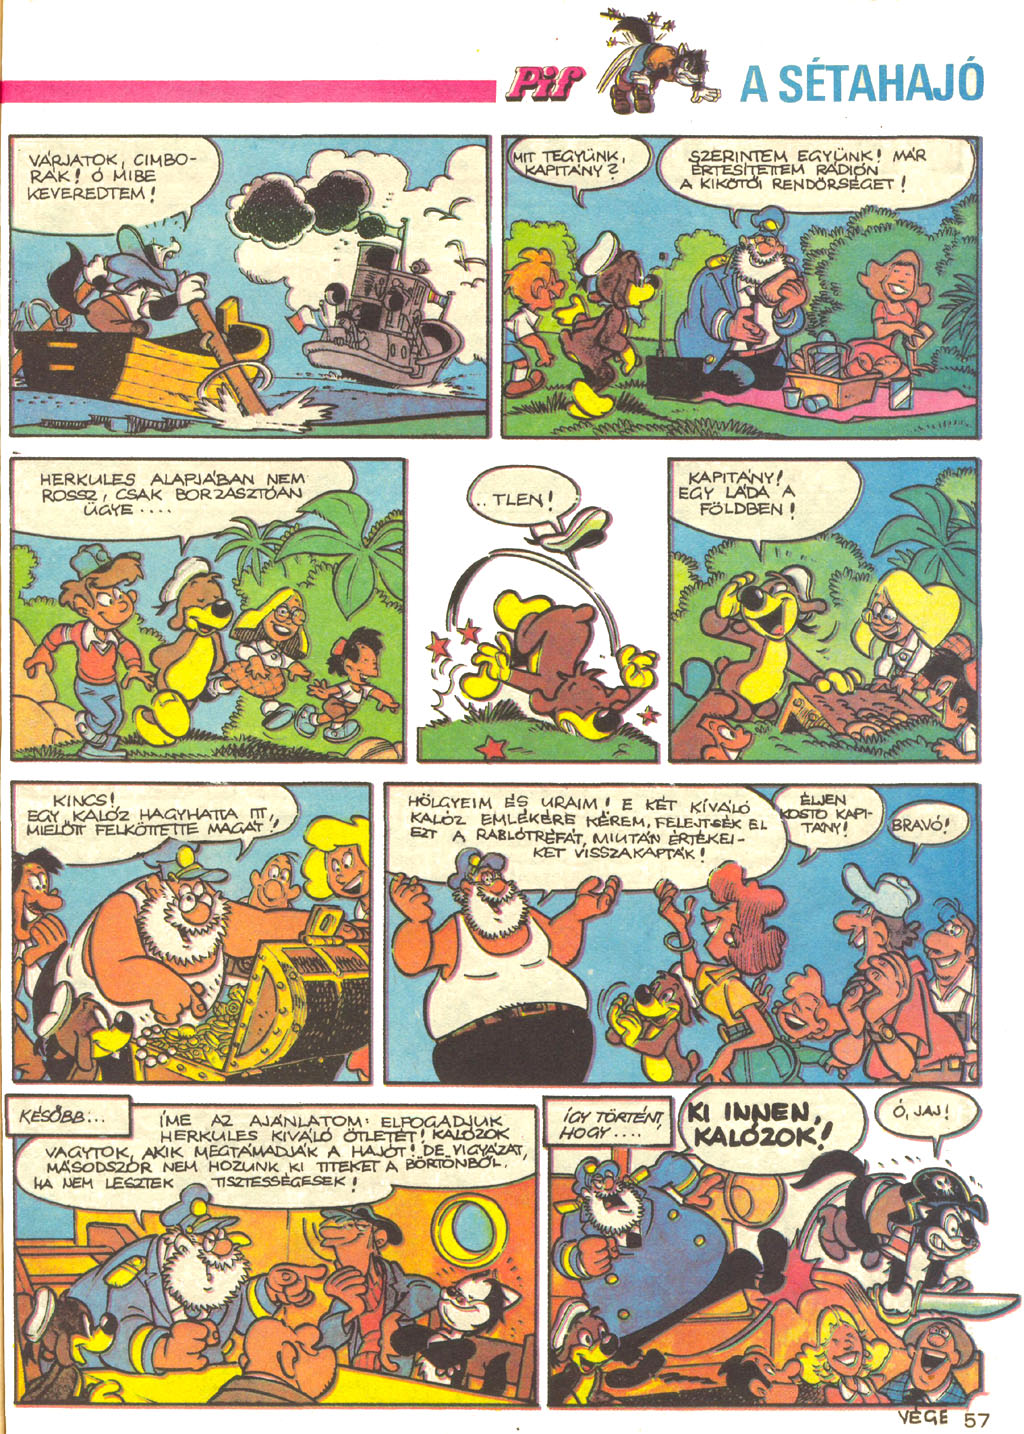 Pif
A SÉTAHAJÓ
VÁRJATOK, CIMBO-
RÁK! Ó MIBE
KEVEREDTEM!
MIT TEGYÜNK,
KAPITÁNY?
SZERINTEM EGYÜNK! MÁR
ÉRTESÍTETTEM RÁDIÓN
A KIKÖTŐI RENDŐRSÉGET!
HERKULES ALAPJÁBAN NEM
ROSSZ, CSAK BORZASZTÓAN
ÜGYE....
..TLEN!
KAPITÁNY!
EGY LÁDA A
FÖLDBEN!
KINCS!
EGY KALÓZ HAGYHATTA ITT,
MIELŐTT FELKÖTTETTE MAGÁT!
HÖLGYEIM ÉS URAIM! E KÉT KIVÁLÓ
KALÓZ EMLÉKÉRE KÉREM, FELEJTSÉK EL
EZT A RABLÓTRÉFÁT, MIUTÁN ÉRTÉKEI-
KET VISSZAKAPTÁK!
ÉLJEN
KOSTO KAPI-
TÁNY!
BRAVÓ!
KÉSŐBB...
ÍME AZ AJÁNLATOM: ELFOGADJUK
HERKULES KIVÁLÓ ÖTLETÉT! KALÓZOK
VAGYTOK, AKIK MEGTÁMADJÁK A HAJÓT! DE VIGYÁZAT,
MÁSODSZOR NEM HOZUNK KI TITEKET A BÖRTÖNBŐL,
HA NEM LESZTEK TISZTESSÉGESEK!
ÍGY TÖRTÉNT,
HOGY....
KI INNEN,
KALÓZOK!
Ó, JAJ!
VÉGE 57